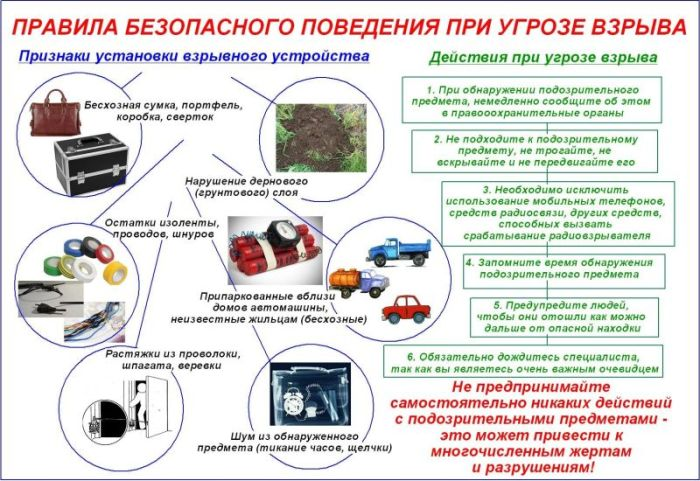 ПРАВИЛА БЕЗОПАСНОГО ПОВЕДЕНИЯ ПРИ УГРОЗЕ ВЗРЫВА
Признаки установки взрывного устройства
Бесхозная сумка, портфель,
коробка, сверток
Нарушение дернового
(грунтового) слоя
Остатки изоленты,
проводов, шнуров
Припаркованные вблизи
домов автомашины,
неизвестные жильцам (бесхозные)
Растяжки из проволоки,
шпагата, веревки
Шум из обнаруженного
предмета (тикание часов, щелчки)
Действия при угрозе взрыва
1. При обнаружении подозрительного
предмета, немедленно сообщите об этом
в правооохранительные органы
2. Не подходите к подозрительному
предмету, не трогайте, не
вскрывайте и не передвигайте его
3. Необходимо исключить
использование мобильных телефонов,
средств радиосвязи, других средств,
способных вызвать
срабатывание радиовзрывателя
4. Запомните время обнаружения
подозрительного предмета
5. Предупредите людей,
чтобы они отошли как можно
дальше от опасной находки
6. Обязательно дождитесь специалиста,
так как вы являетесь очень важным очевидцем
Не предпринимайте
самостоятельно никаких действий
с подозрительными предметами -
это может привести к
многочисленным жертам
и разрушениям!